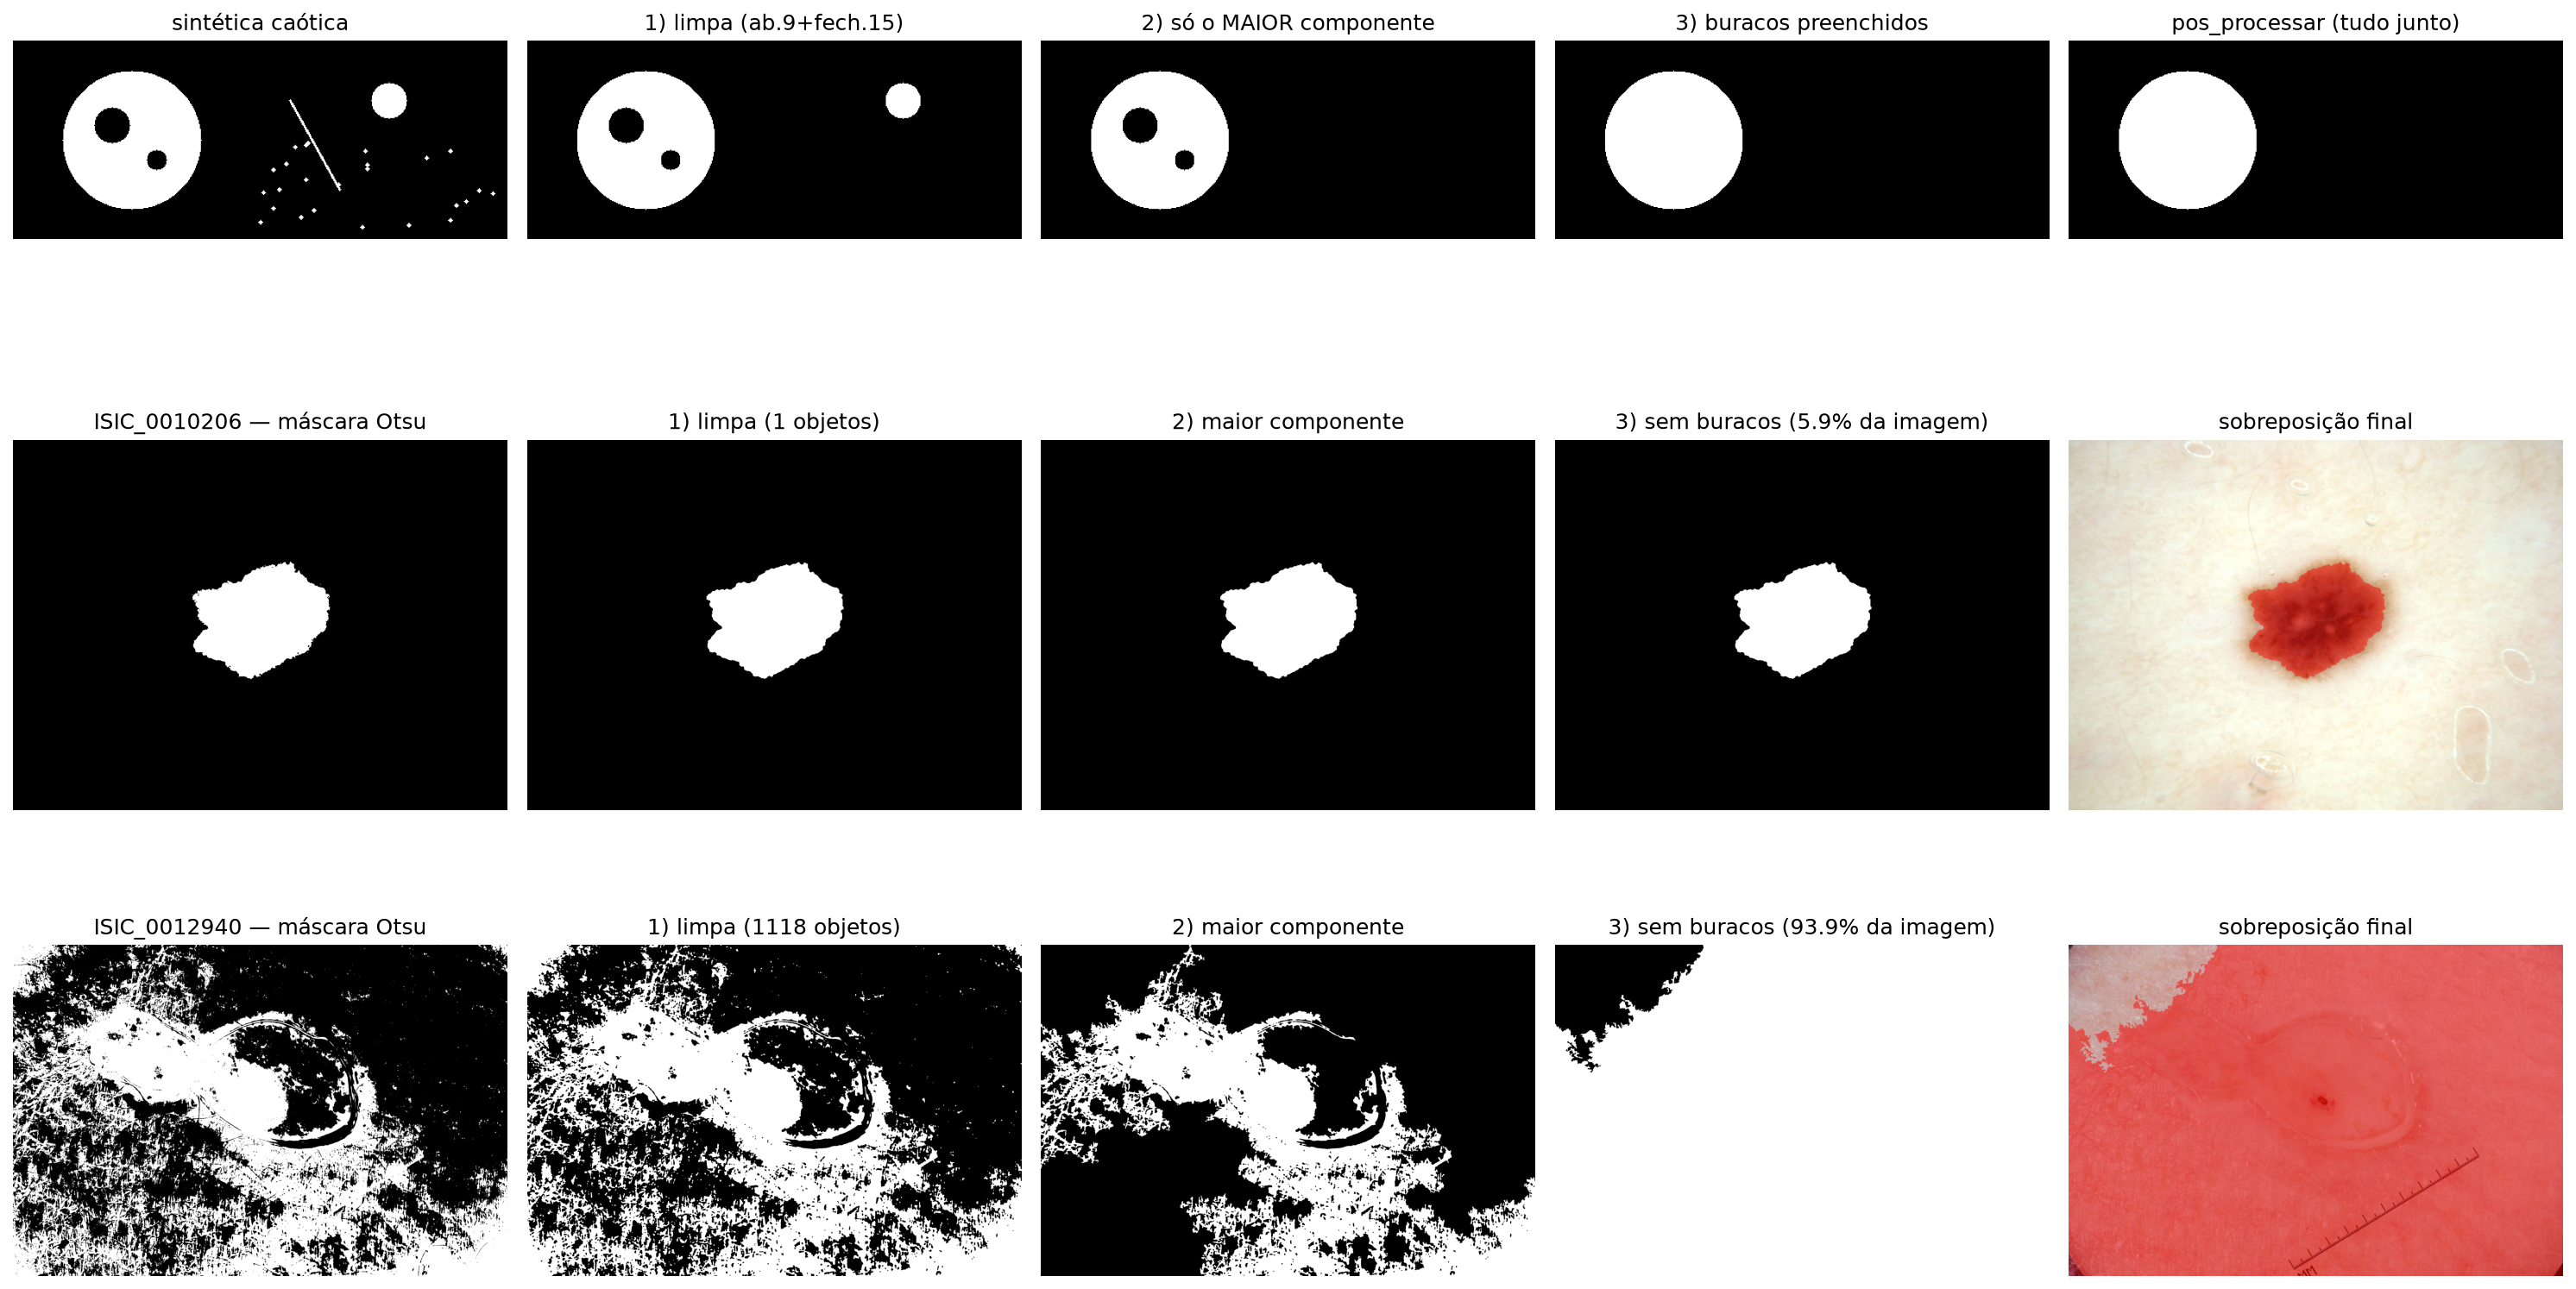 sintética caótica
1) limpa (ab.9+fech.15)
2) só o MAIOR componente
3) buracos preenchidos
pos_processar (tudo junto)
ISIC_0010206 — máscara Otsu
1) limpa (1 objetos)
2) maior componente
3) sem buracos (5.9% da imagem)
sobreposição final
ISIC_0012940 — máscara Otsu
1) limpa (1118 objetos)
2) maior componente
3) sem buracos (93.9% da imagem)
sobreposição final
MM